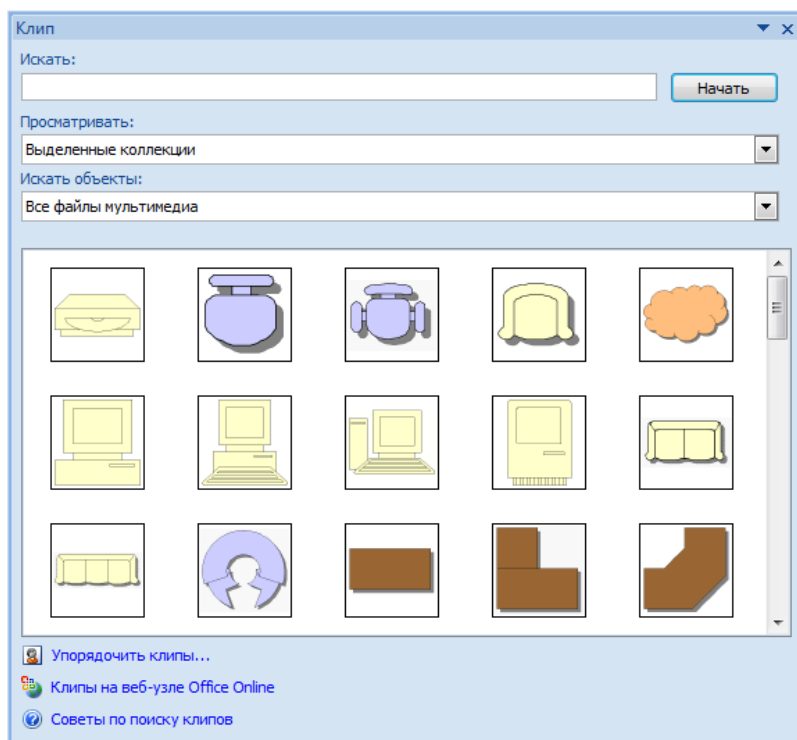 Клип
Искать:
Начать
Просматривать:
Выделенные коллекции
Искать объекты:
Все файлы мультимедиа
Упорядочить клипы...
Клипы на веб-узле Office Online
Советы по поиску клипов